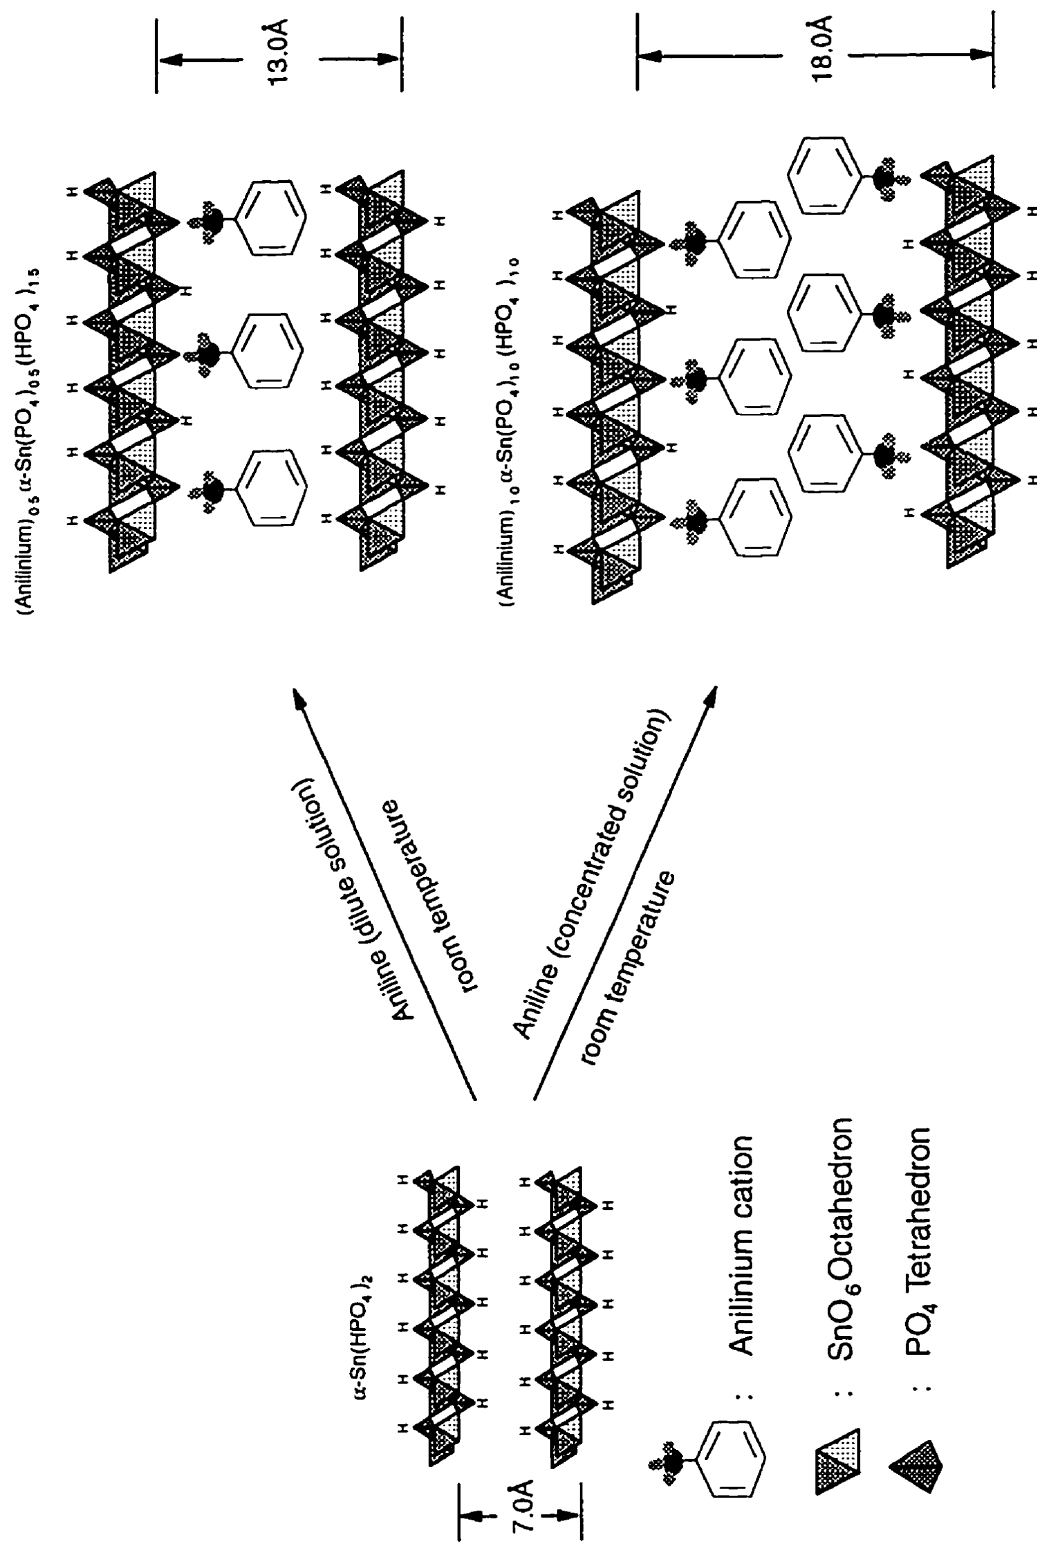 α-Sn(HPO4)2
7.0Å
H H H H H H
H H H H H
H H H H H H
H H H H H
: Anilinium cation
: SnO6 Octahedron
: PO4 Tetrahedron
Aniline (dilute solution)
room temperature
Aniline (concentrated solution)
room temperature
(Anilinium)0 5 α-Sn(PO4)0 5(HPO4)1 5
H H H H H H
H H
H H H H H H
H H H H H
13.0Å
(Anilinium)1 0 α-Sn(PO4)1 0(HPO4)1 0
H H H H H H
H H
H H H
H H H H H
18.0Å